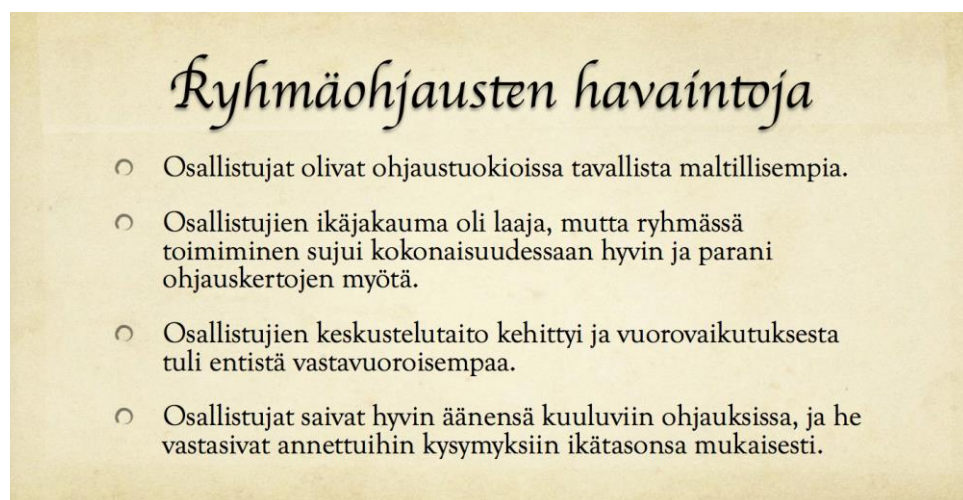 Ryhmäohjausten havaintoja
Osallistujat olivat ohjaustuokioissa tavallista maltillisempia.
Osallistujien ikäjakauma oli laaja, mutta ryhmässä
toimiminen sujui kokonaisuudessaan hyvin ja parani
ohjauskertojen myötä.
Osallistujien keskustelutaito kehittyi ja vuorovaikutuksesta
tuli entistä vastavuoroisempaa.
Osallistujat saivat hyvin äänensä kuuluviin ohjauksissa, ja he
vastasivat annettuihin kysymyksiin ikätasonsa mukaisesti.